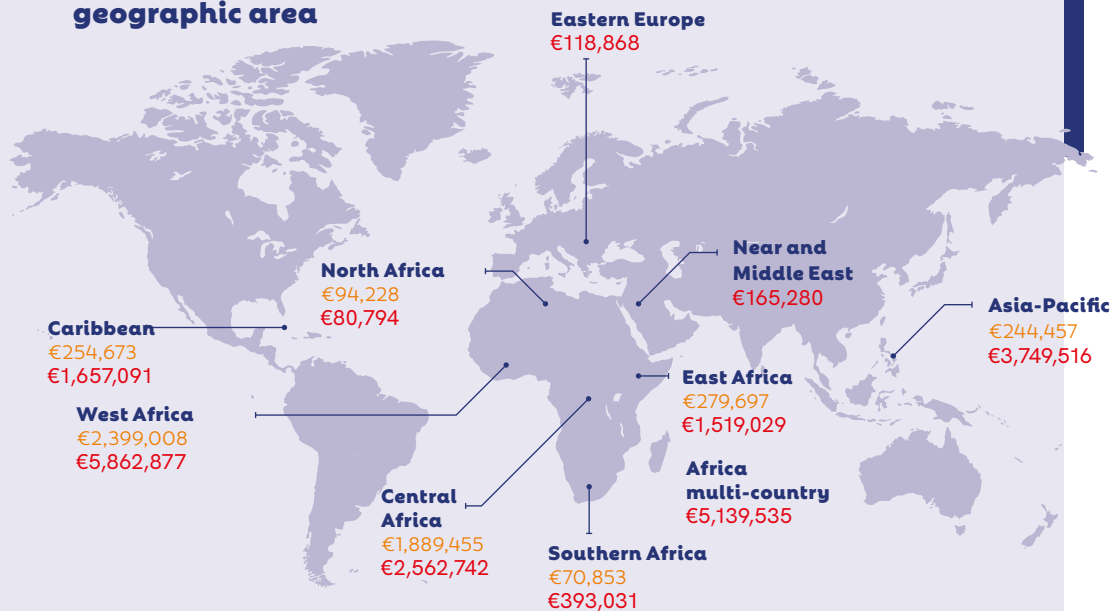 geographic area
Eastern Europe
€118,868
North Africa
€94,228
€80,794
Near and
Middle East
€165,280
Caribbean
€254,673
€1,657,091
Asia-Pacific
€244,457
€3,749,516
West Africa
€2,399,008
€5,862,877
East Africa
€279,697
€1,519,029
Africa
multi-country
€5,139,535
Central
Africa
€1,889,455
€2,562,742
Southern Africa
€70,853
€393,031